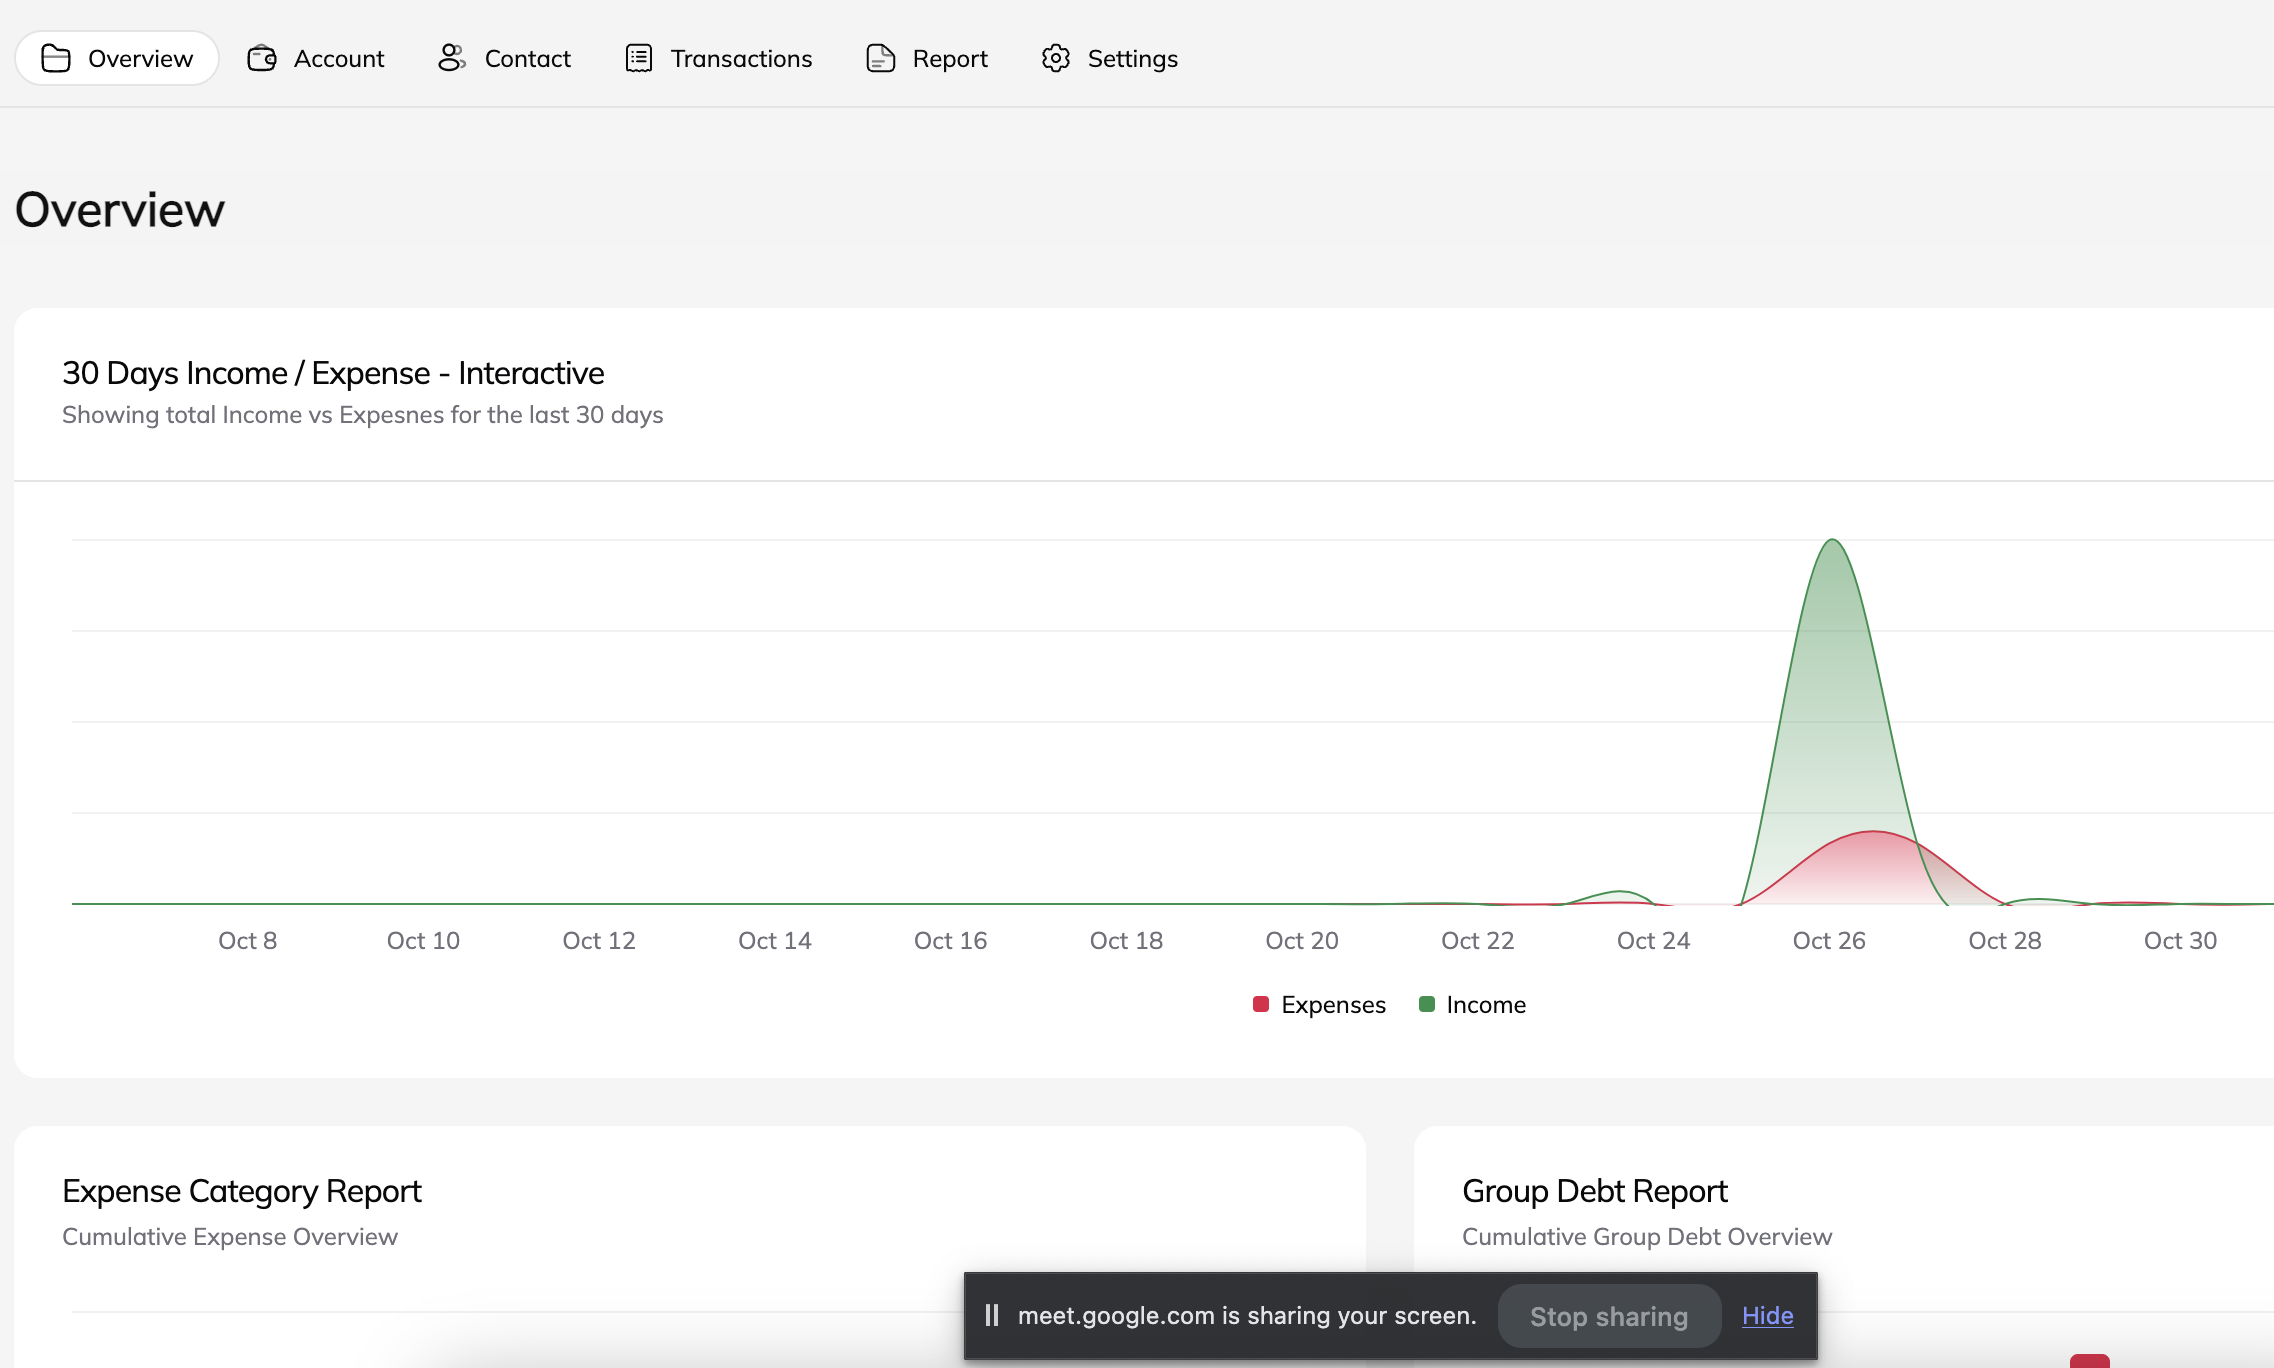 Overview Account Contact Transactions Report Settings
Overview
30 Days Income / Expense - Interactive
Showing total Income vs Expesnes for the last 30 days
Oct 8 Oct 10 Oct 12 Oct 14 Oct 16 Oct 18 Oct 20 Oct 22 Oct 24 Oct 26 Oct 28 Oct 30
Expenses Income
Expense Category Report
Cumulative Expense Overview
Group Debt Report
Cumulative Group Debt Overview
meet.google.com is sharing your screen. Stop sharing Hide